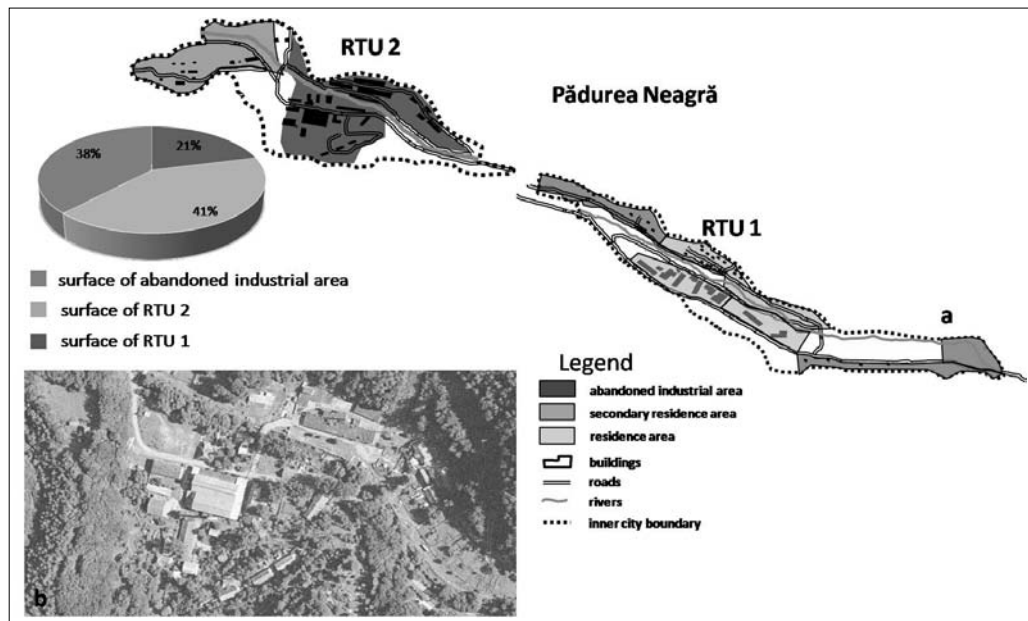 RTU 2
Pădurea Neagră
38%
21%
41%
RTU 1
surface of abandoned industrial area
surface of RTU 2
surface of RTU 1
a
Legend
abandoned industrial area
secondary residence area
residence area
buildings
roads
rivers
inner city boundary
b